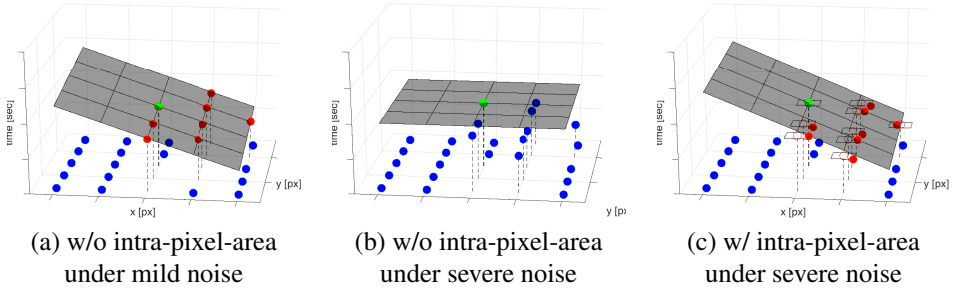 time [sec]
x [px]
y [px]
time [sec]
y [px
time [sec]
x [px]
y [px]
(a) w/o intra-pixel-area
under mild noise
(b) w/o intra-pixel-area
under severe noise
(c) w/ intra-pixel-area
under severe noise